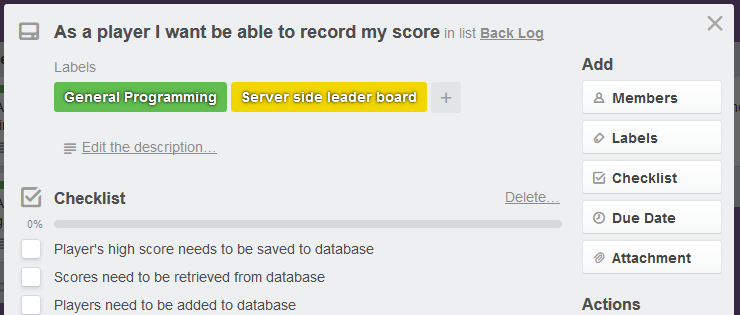 As a player I want be able to record my score in list Back Log
Labels
General Programming Server side leader board +
Edit the description...
Checklist Delete...
0%
Player's high score needs to be saved to database
Scores need to be retrieved from database
Players need to be added to database
Add
Members
Labels
Checklist
Due Date
Attachment
Actions